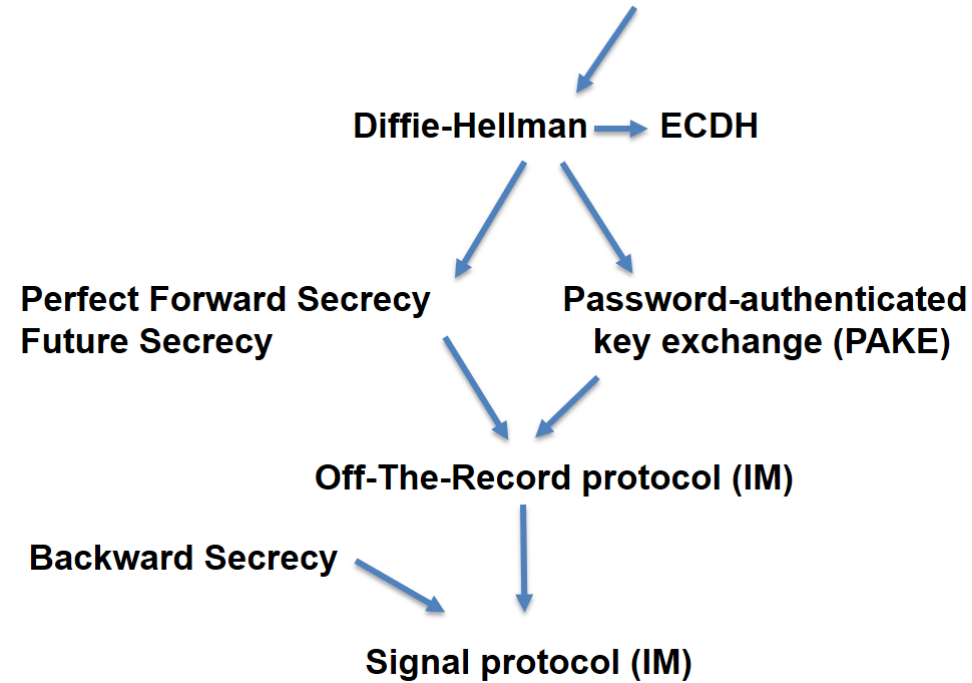 Diffie-Hellman
ECDH
Perfect Forward Secrecy
Future Secrecy
Password-authenticated
key exchange (PAKE)
Off-The-Record protocol (IM)
Backward Secrecy
Signal protocol (IM)